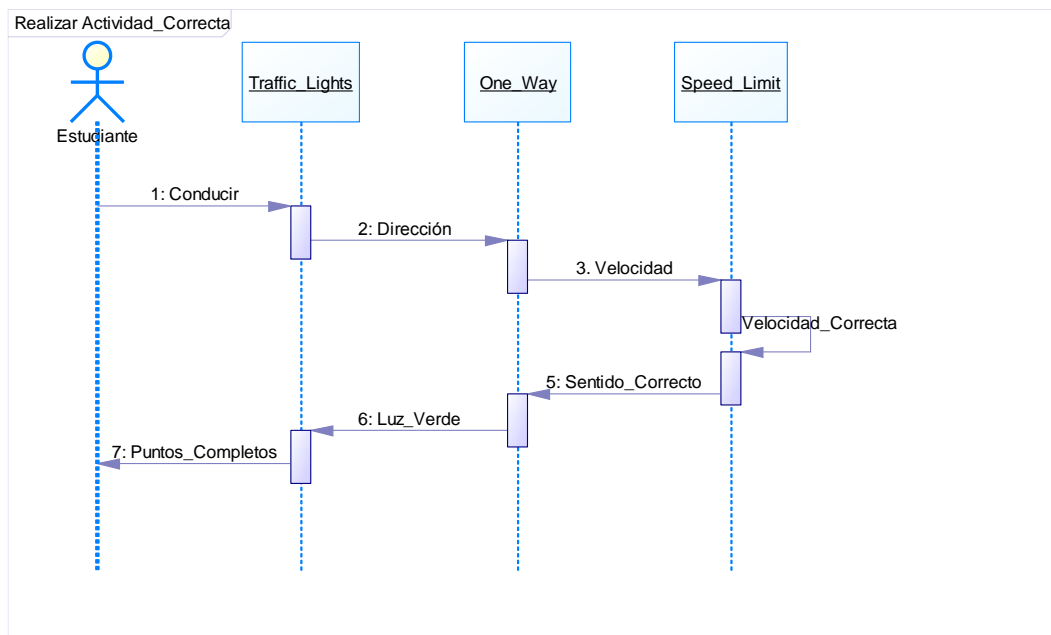 Realizar Actividad_Correcta
Estudiante
Traffic_Lights
One_Way
Speed_Limit
1: Conducir
2: Dirección
3. Velocidad
Velocidad_Correcta
5: Sentido_Correcto
6: Luz_Verde
7: Puntos_Completos